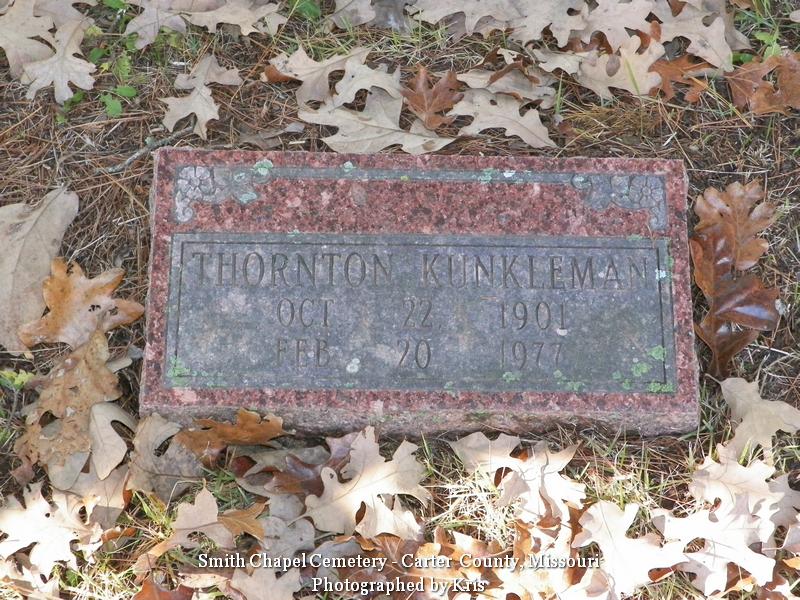 THORNTON KUNKLEMAN
OCT 22 1901
FEB 20 1977
Smith Chapel Cemetery - Carter County, Missouri
Photographed by Kris